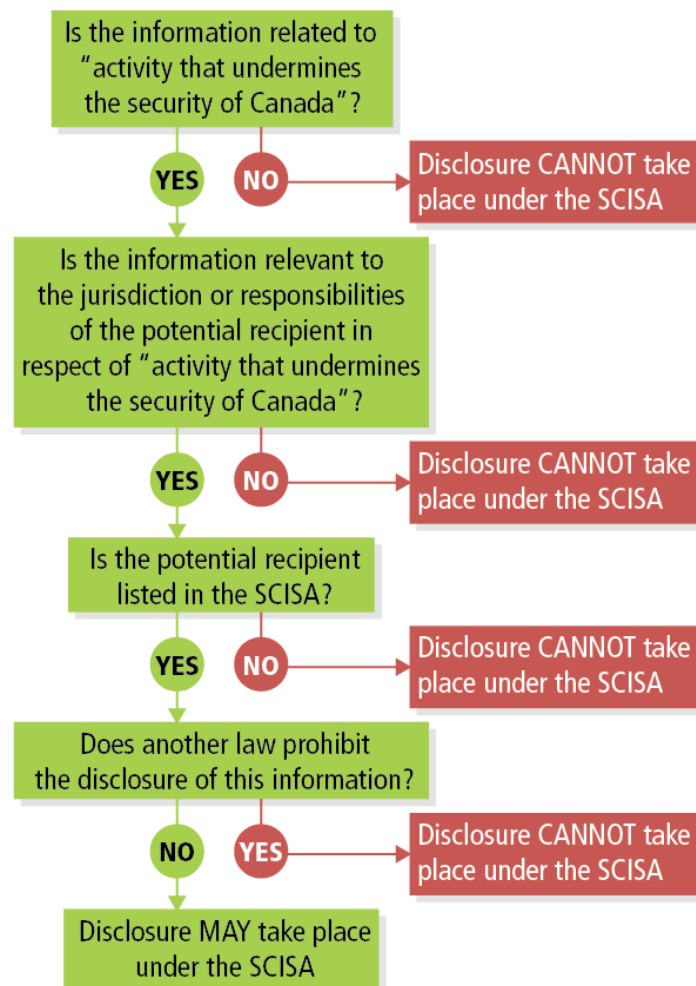 Is the information related to
“activity that undermines
the security of Canada”?
YES
NO
Disclosure CANNOT take
place under the SCISA
Is the information relevant to
the jurisdiction or responsibilities
of the potential recipient in
respect of “activity that undermines
the security of Canada”?
YES
NO
Disclosure CANNOT take
place under the SCISA
Is the potential recipient
listed in the SCISA?
YES
NO
Disclosure CANNOT take
place under the SCISA
Does another law prohibit
the disclosure of this information?
NO
YES
Disclosure CANNOT take
place under the SCISA
Disclosure MAY take place
under the SCISA